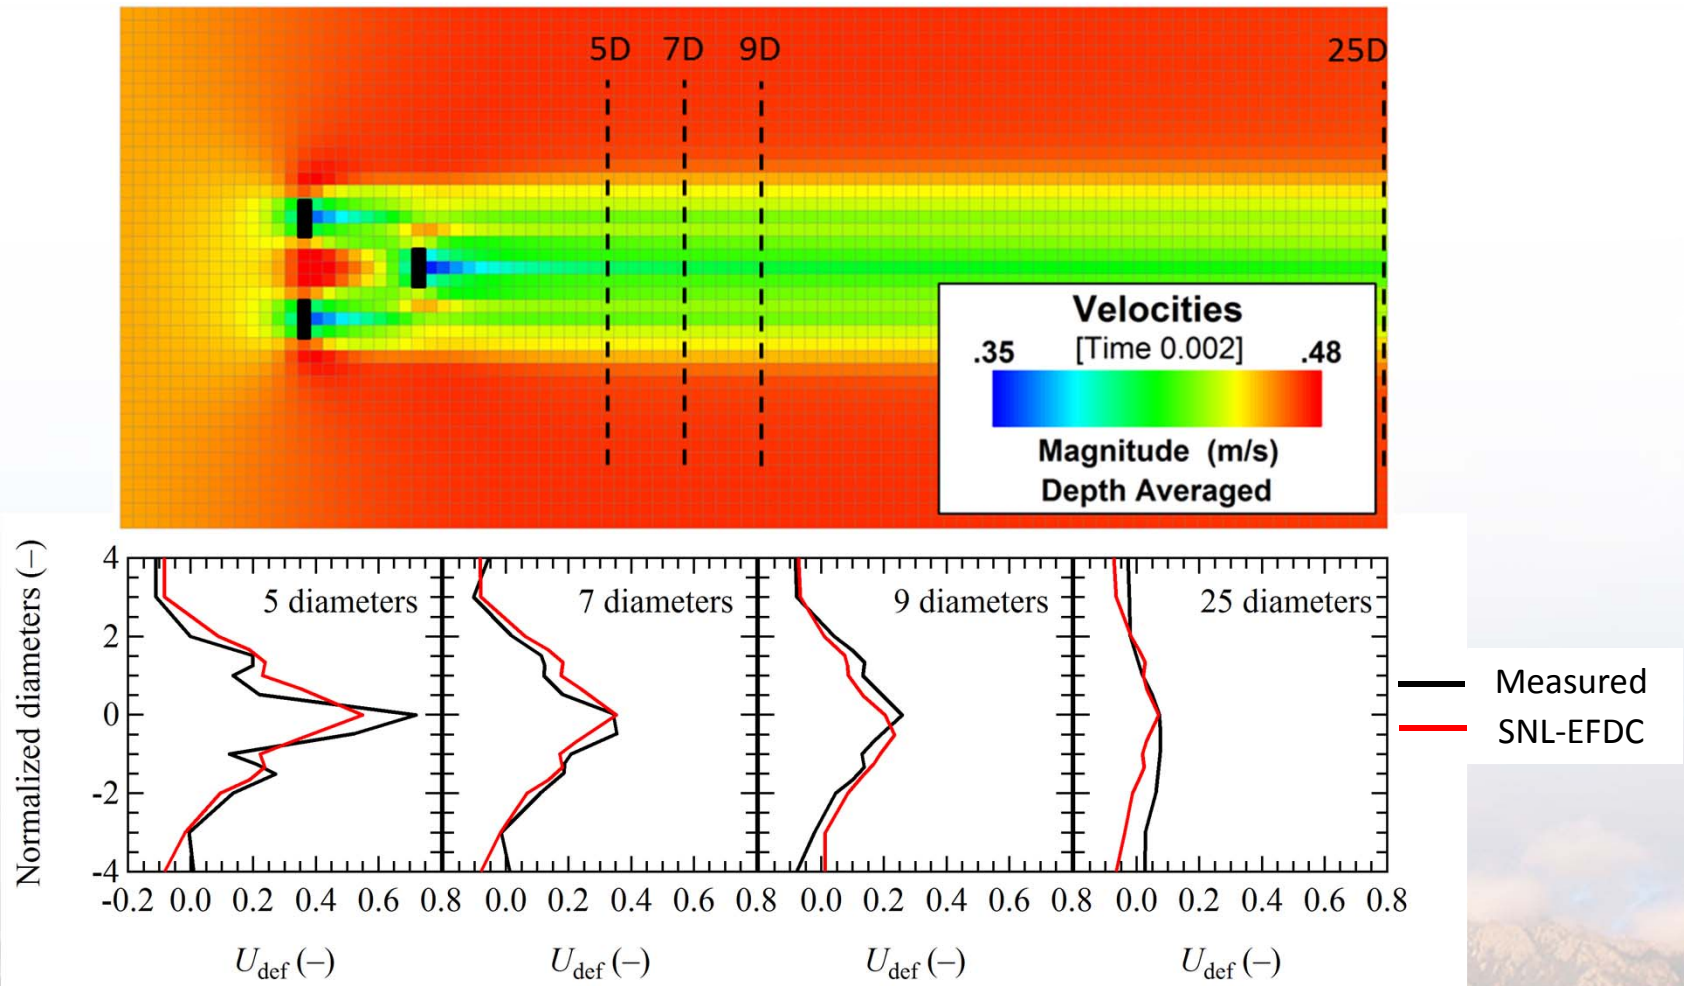 5D 7D 9D 25D
Velocities
[Time 0.002]
.35 .48
Magnitude (m/s)
Depth Averaged
Normalized diameters (–)
4
2
0
-2
-4
5 diameters 7 diameters 9 diameters 25 diameters
Measured
SNL-EFDC
-0.2 0.0 0.2 0.4 0.6 0.8 0.0 0.2 0.4 0.6 0.8 0.0 0.2 0.4 0.6 0.8 0.0 0.2 0.4 0.6 0.8
Udef (–) Udef (–) Udef (–) Udef (–)